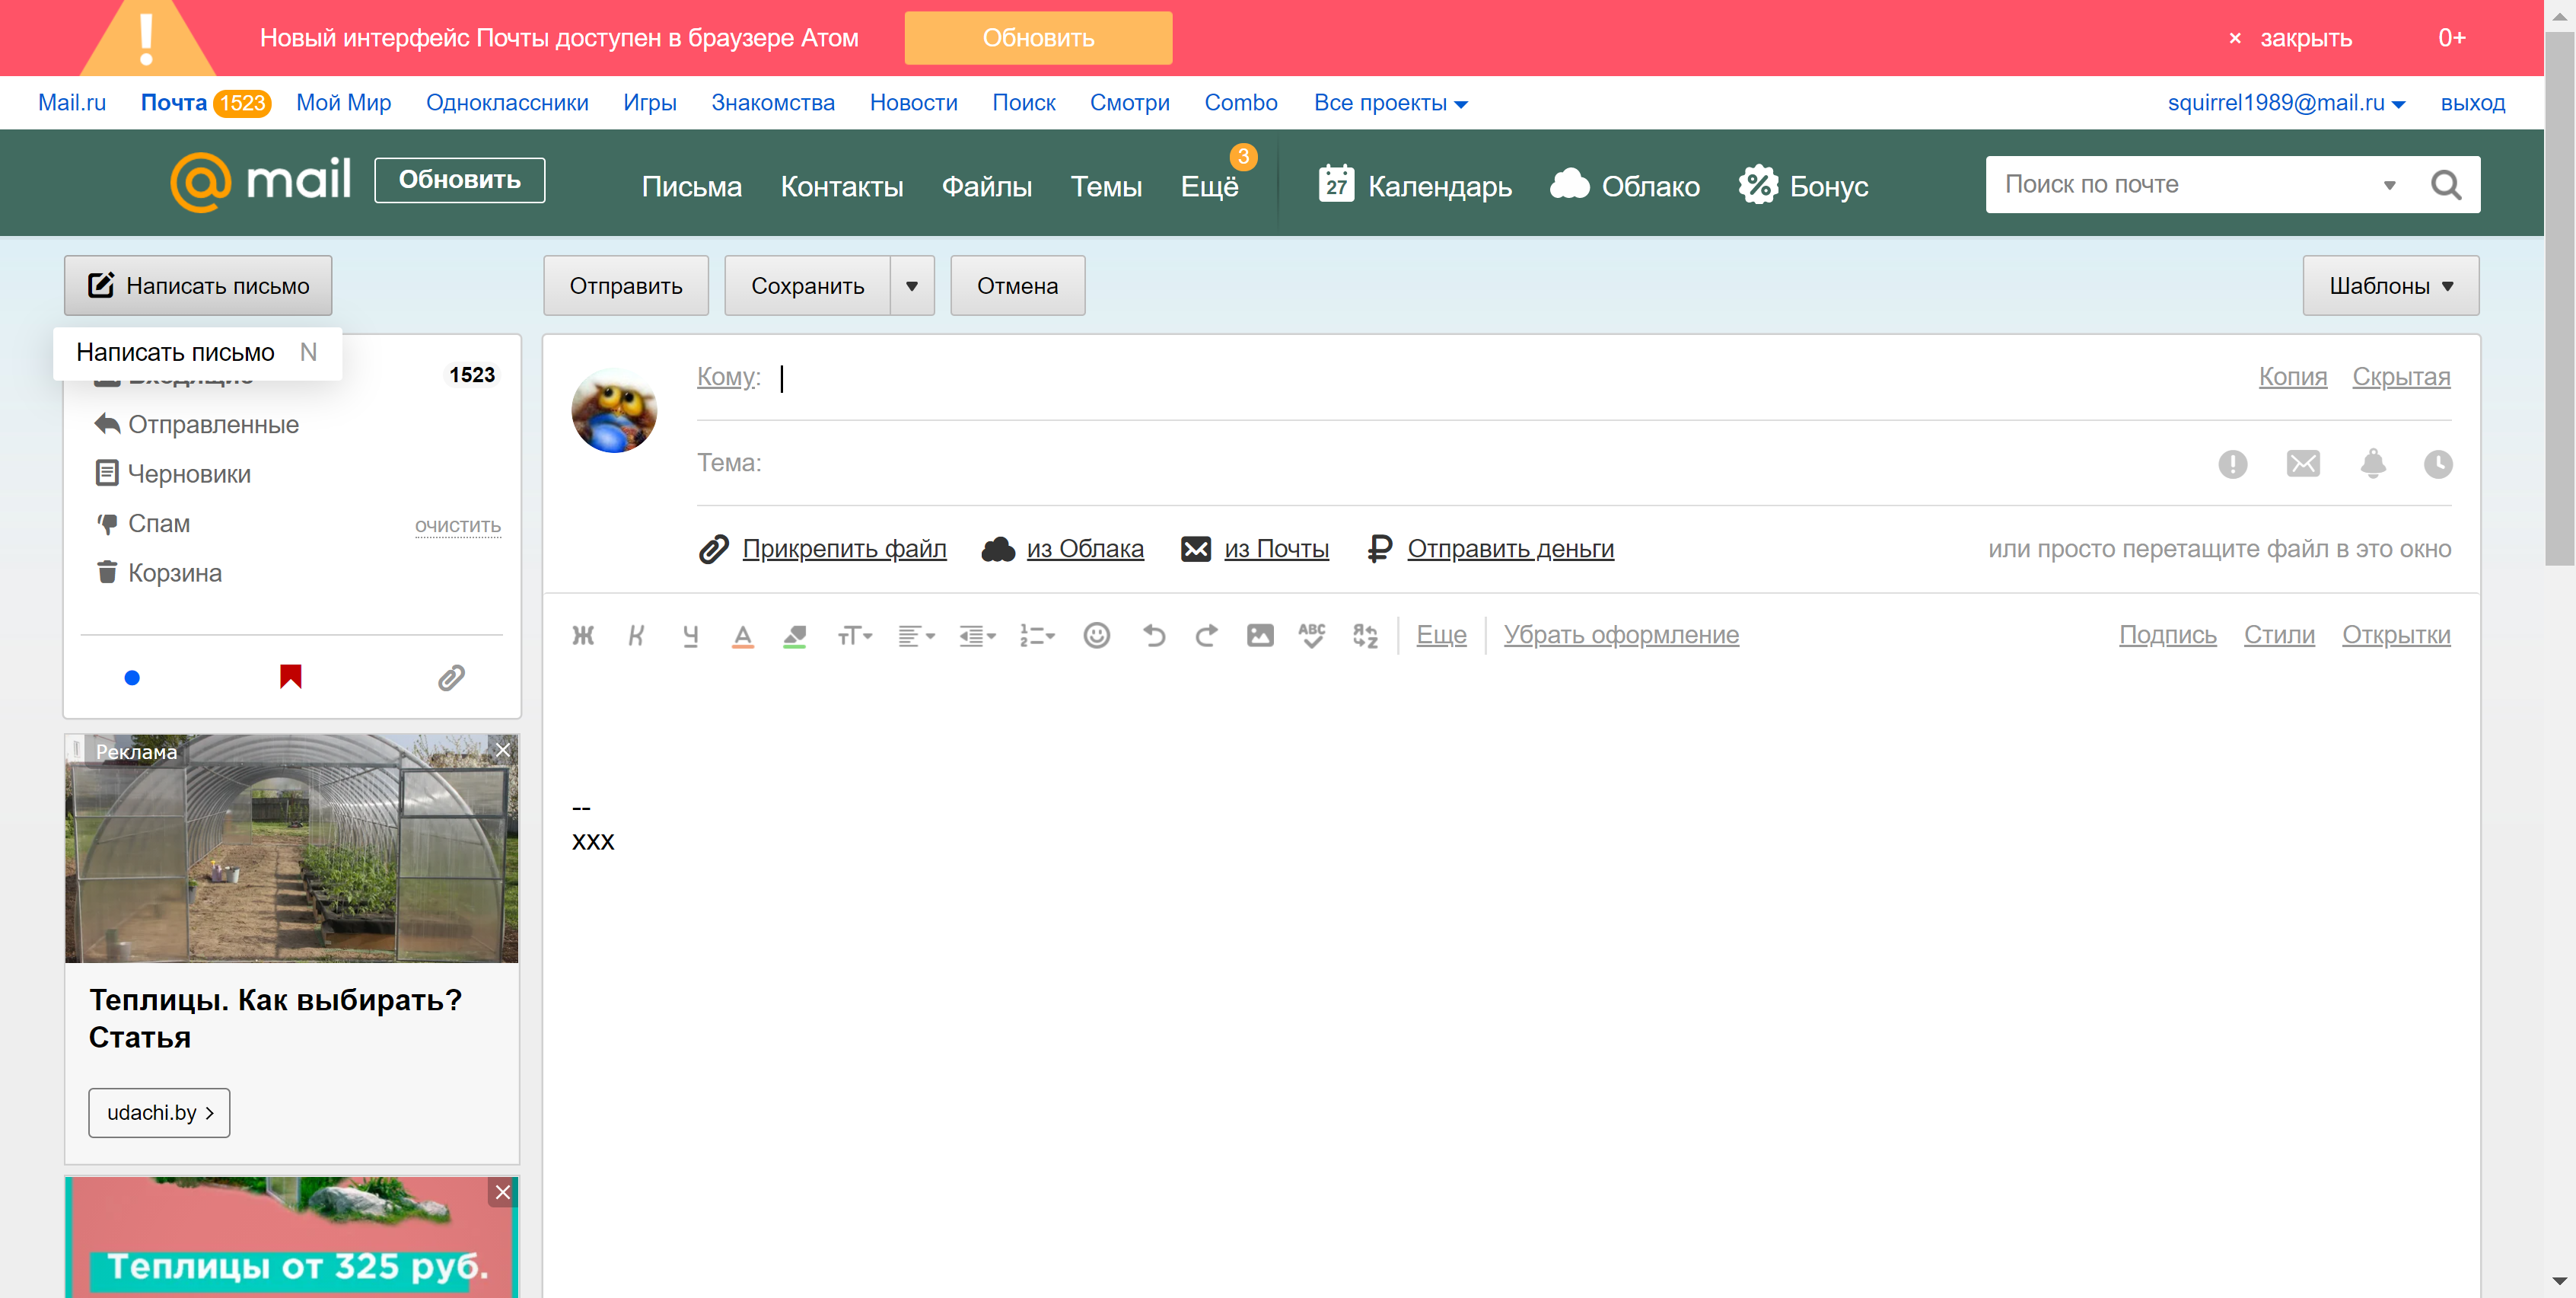 Новый интерфейс Почты доступен в браузере Атом Обновить × закрыть 0+
Mail.ru Почта 1523 Мой Мир Одноклассники Игры Знакомства Новости Поиск Смотри Combo Все проекты squirrel1989@mail.ru выход
@mail Обновить Письма Контакты Файлы Темы Ещё 3 27 Календарь Облако Бонус Поиск по почте
Написать письмо Отправить Сохранить Отмена Шаблоны
Написать письмо N
Входящие 1523
Отправленные
Черновики
Спам очистить
Корзина
Кому: Копия Скрытая
Тема:
Прикрепить файл из Облака из Почты Отправить деньги или просто перетащите файл в это окно
Ж К Ч А тТ ABC Еще Убрать оформление Подпись Стили Открытки
--
xxx
Реклама
Теплицы. Как выбирать?
Статья
udachi.by
Теплицы от 325 руб.